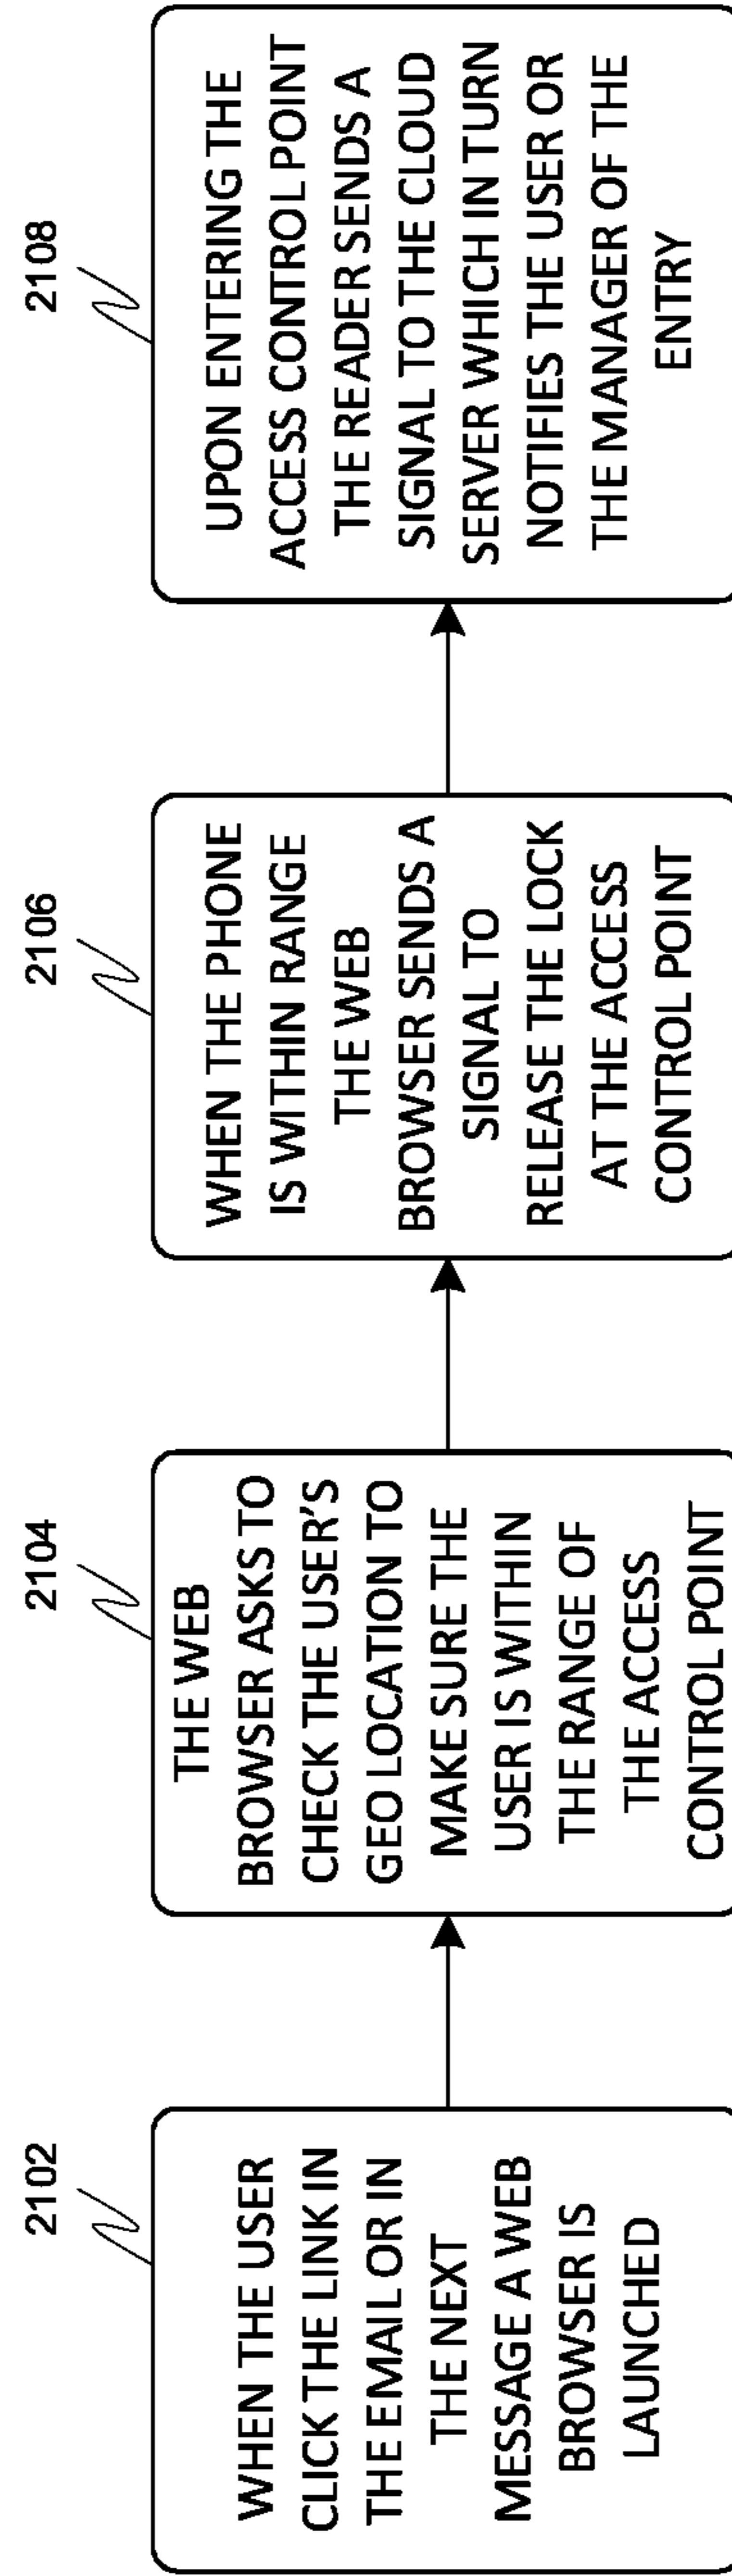 2102
WHEN THE USER
CLICK THE LINK IN
THE EMAIL OR IN
THE NEXT
MESSAGE A WEB
BROWSER IS
LAUNCHED
2104
THE WEB
BROWSER ASKS TO
CHECK THE USER'S
GEO LOCATION TO
MAKE SURE THE
USER IS WITHIN
THE RANGE OF
THE ACCESS
CONTROL POINT
2106
WHEN THE PHONE
IS WITHIN RANGE
THE WEB
BROWSER SENDS A
SIGNAL TO
RELEASE THE LOCK
AT THE ACCESS
CONTROL POINT
2108
UPON ENTERING THE
ACCESS CONTROL POINT
THE READER SENDS A
SIGNAL TO THE CLOUD
SERVER WHICH IN TURN
NOTIFIES THE USER OR
THE MANAGER OF THE
ENTRY